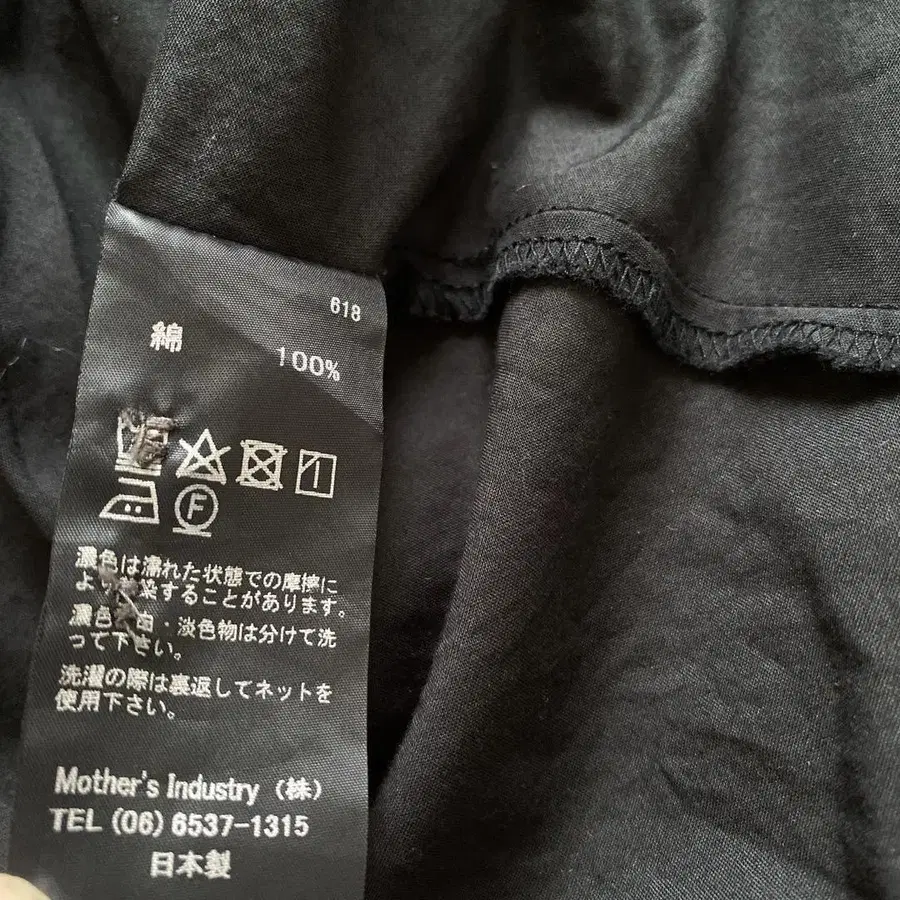 618
綿
100%
F
濃色は濡れた状態での摩擦に
よ 染することがあります。
濃色 ・淡色物は分けて洗
って下さい。
洗濯の際は裏返してネットを
使用下さい。
Mother's Industry（株）
TEL (06) 6537-1315
日本製